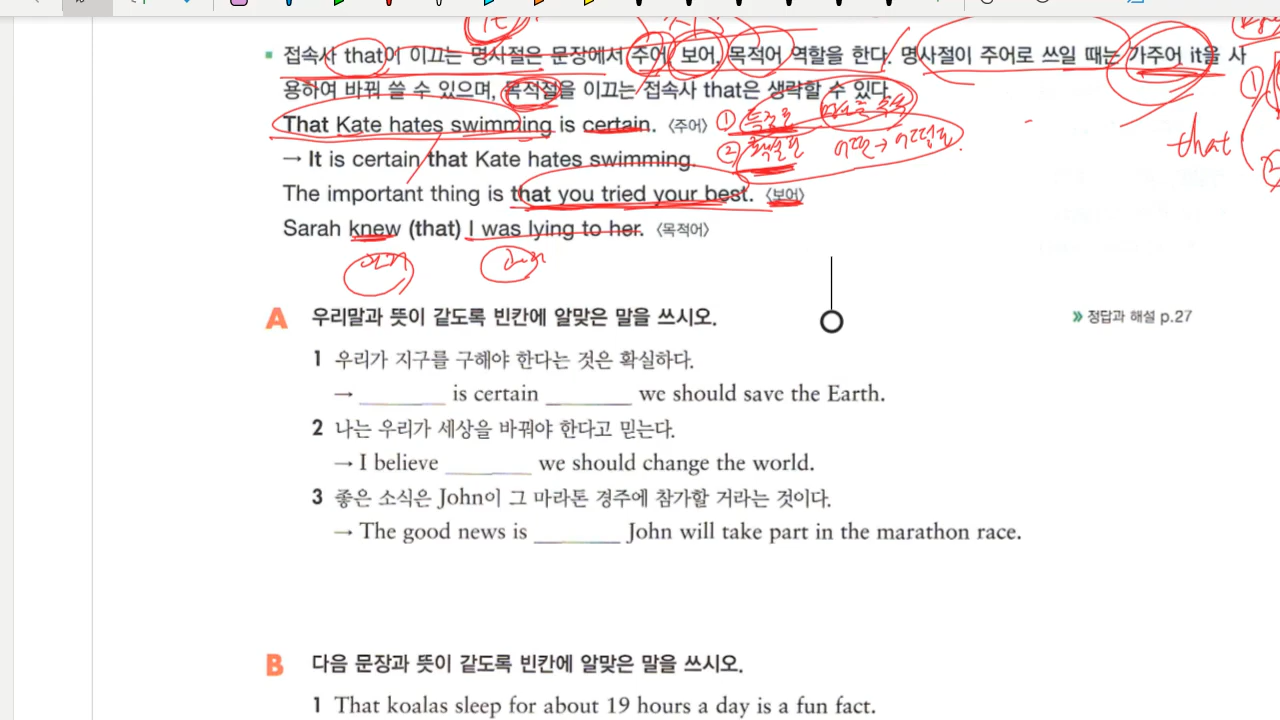 it
접속사 that이 이끄는 명사절은 문장에서 주어, 보어, 목적어 역할을 한다. 명사절이 주어로 쓰일 때는 가주어 it을 사
용하여 바꿔 쓸 수 있으며, 목적절을 이끄는 접속사 that은 생략할 수 있다.
That Kate hates swimming is certain. 〈주어〉 ①
→ It is certain that Kate hates swimming. ②
that
①
②
The important thing is that you tried your best. 〈보어〉
Sarah knew (that) I was lying to her. 〈목적어〉
A 우리말과 뜻이 같도록 빈칸에 알맞은 말을 쓰시오.
정답과 해설 p.27
1 우리가 지구를 구해야 한다는 것은 확실하다.
→ ________ is certain ________ we should save the Earth.
2 나는 우리가 세상을 바꿔야 한다고 믿는다.
→ I believe ________ we should change the world.
3 좋은 소식은 John이 그 마라톤 경주에 참가할 거라는 것이다.
→ The good news is ________ John will take part in the marathon race.
B 다음 문장과 뜻이 같도록 빈칸에 알맞은 말을 쓰시오.
1 That koalas sleep for about 19 hours a day is a fun fact.